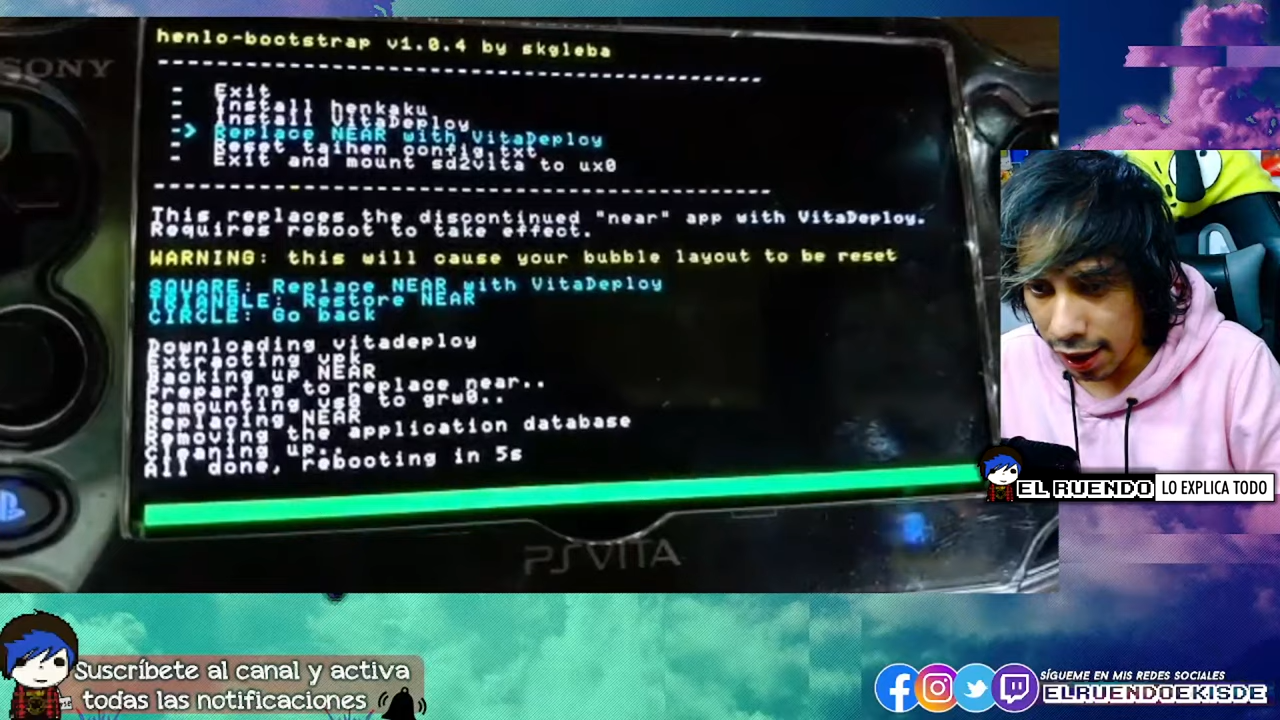 SONY
henlo-bootstrap v1.0.4 by skgleba
-----------------------------------------
- Exit
- Install henkaku
- Install VitaDeploy
-> Replace NEAR with VitaDeploy
- Reset taihen config.txt
- Exit and mount sd2vita to ux0
-----------------------------------------
This replaces the discontinued "near" app with VitaDeploy.
Requires reboot to take effect.
WARNING: this will cause your bubble layout to be reset
SQUARE: Replace NEAR with VitaDeploy
TRIANGLE: Restore NEAR
CIRCLE: Go back
Downloading vitadeploy
Extracting vpk
Backing up NEAR
Preparing to replace near..
Remounting vs0 to grw0..
Replacing NEAR
Removing the application database
Cleaning up..
All done, rebooting in 5s
PSVITA
EL RUENDO LO EXPLICA TODO
Suscríbete al canal y activa
todas las notificaciones
SÍGUEME EN MIS REDES SOCIALES
ELRUENDOEKISDE